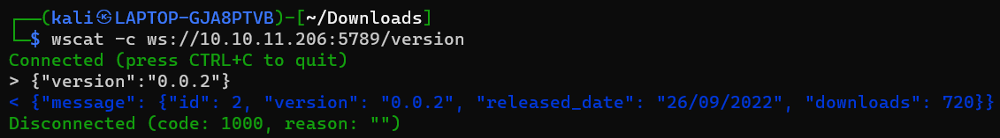 ┌──(kali㉿LAPTOP-GJA8PTVB)-[~/Downloads]
└─$ wscat -c ws://10.10.11.206:5789/version
Connected (press CTRL+C to quit)
> {"version":"0.0.2"}
< {"message": {"id": 2, "version": "0.0.2", "released_date": "26/09/2022", "downloads": 720}}
Disconnected (code: 1000, reason: "")